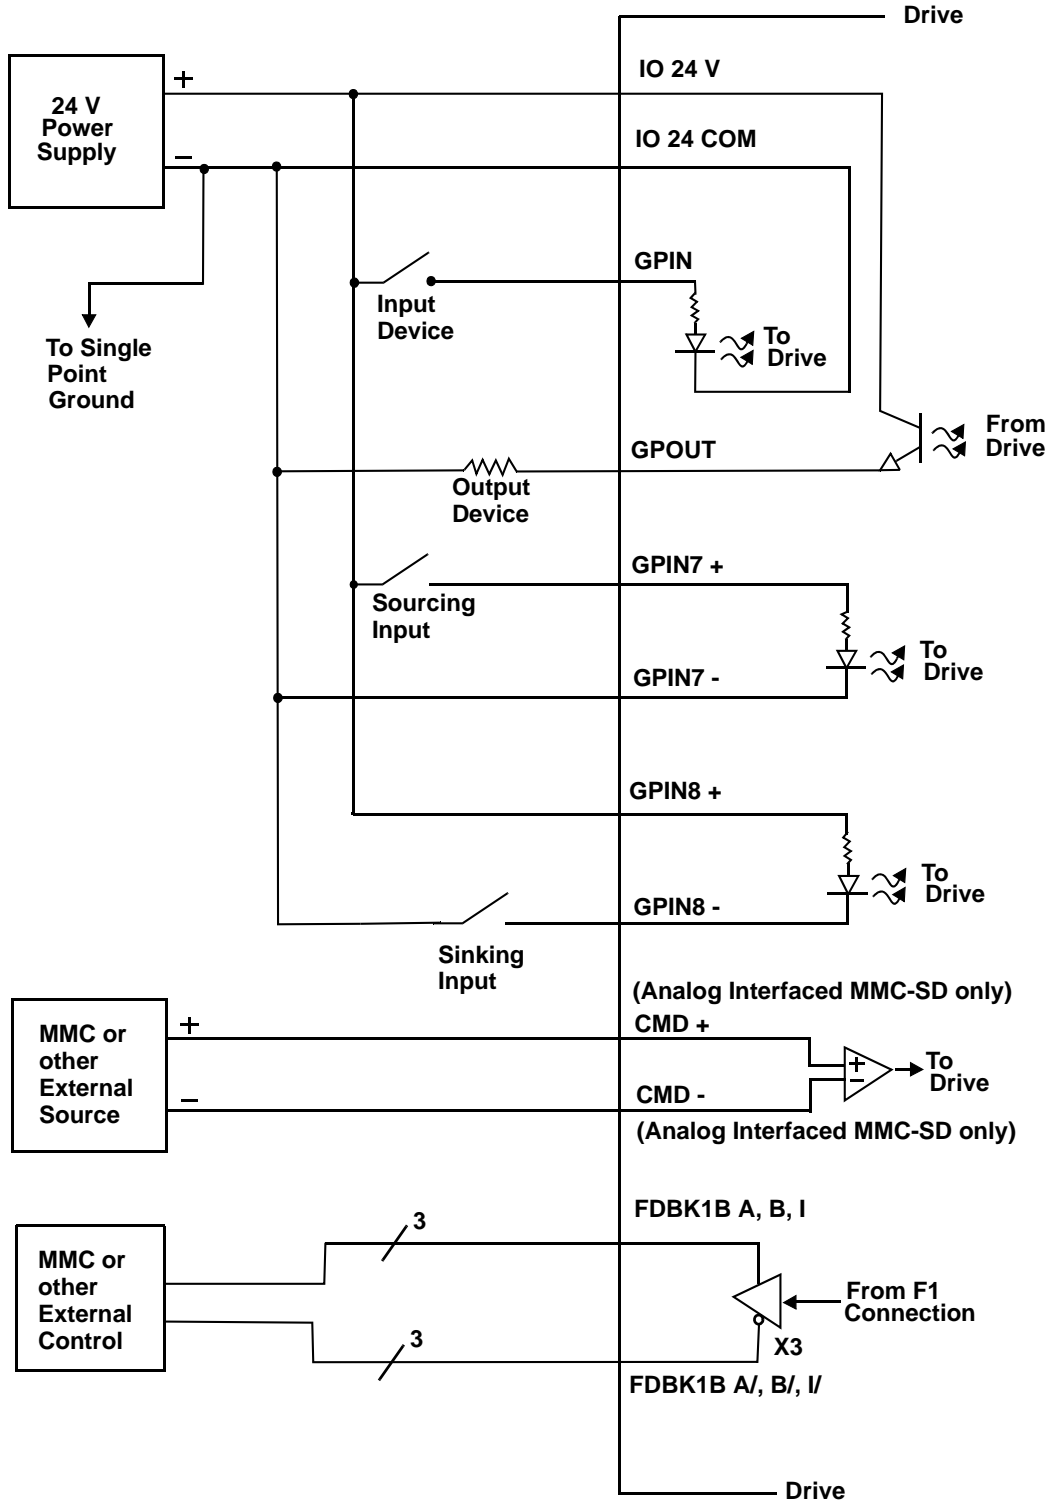 Drive
+
IO 24 V
24 V
Power
Supply
IO 24 COM
−
GPIN
Input
Device
To
Drive
To Single
Point
Ground
From
Drive
GPOUT
Output
Device
GPIN7 +
Sourcing
Input
To
Drive
GPIN7 -
GPIN8 +
To
Drive
GPIN8 -
Sinking
Input
(Analog Interfaced MMC-SD only)
CMD +
+
MMC or
other
External
Source
+
−
To
Drive
CMD -
−
(Analog Interfaced MMC-SD only)
FDBK1B A, B, I
3
MMC or
other
External
Control
From F1
Connection
3
X3
FDBK1B A/, B/, I/
Drive